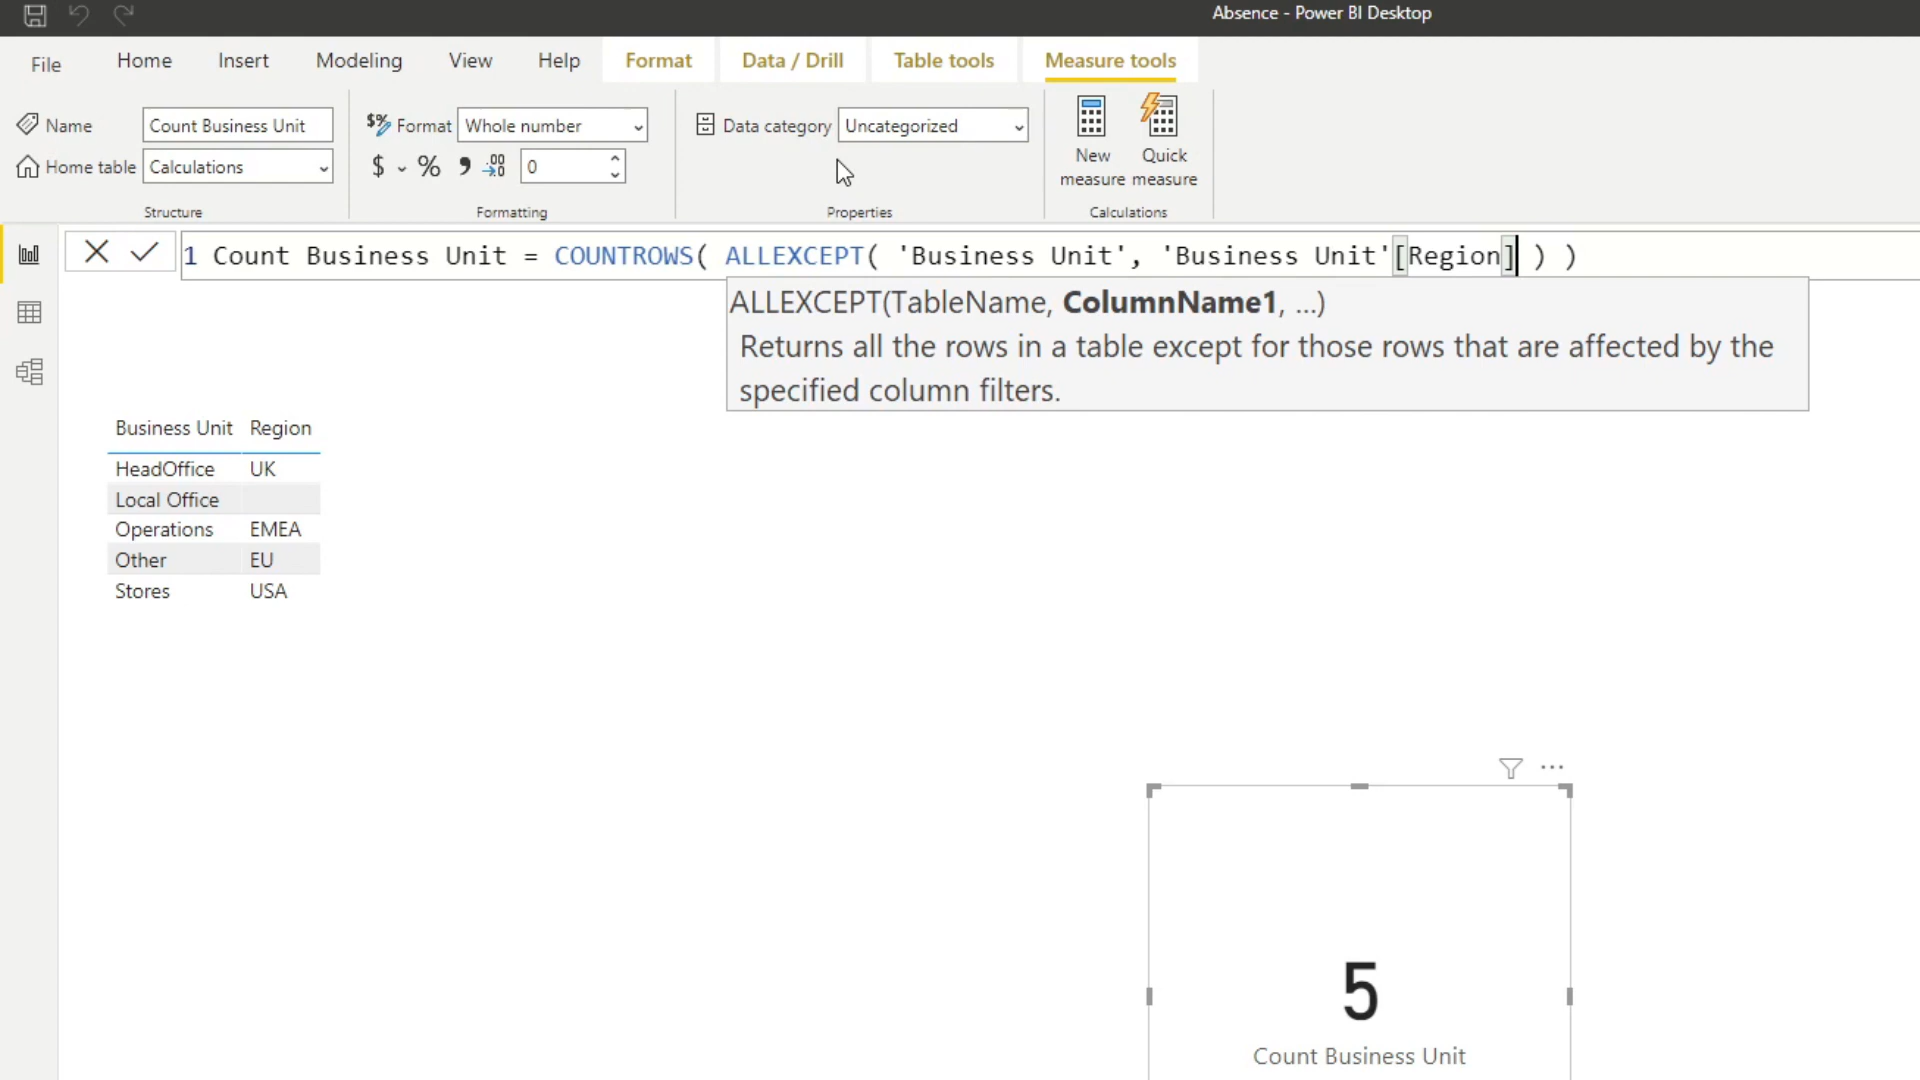 Absence - Power BI Desktop
File Home Insert Modeling View Help Format Data / Drill Table tools Measure tools
Name Count Business Unit
Home table Calculations
Structure
$% Format Whole number
$ % , .00 0
Formatting
Data category Uncategorized
Properties
New measure
Quick measure
Calculations
1 Count Business Unit = COUNTROWS( ALLEXCEPT( 'Business Unit', 'Business Unit'[Region] ) )
ALLEXCEPT(TableName, ColumnName1, ...)
Returns all the rows in a table except for those rows that are affected by the
specified column filters.
Business Unit Region
HeadOffice UK
Local Office
Operations EMEA
Other EU
Stores USA
5
Count Business Unit